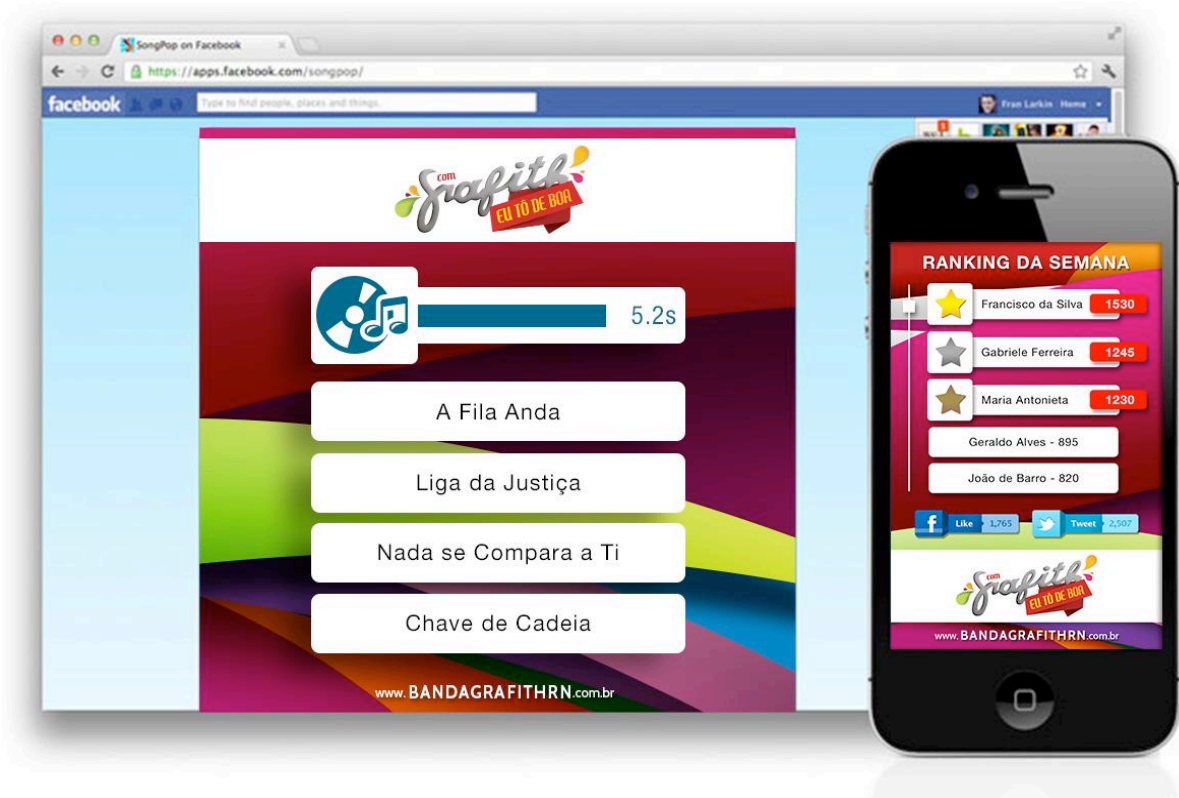 SongPop on Facebook
https://apps.facebook.com/songpop/
facebook
Type to find people, places and things.
Fran Larkin Home
1
com
Grafith
EU TÔ DE BOA
5.2s
A Fila Anda
Liga da Justiça
Nada se Compara a Ti
Chave de Cadeia
www.BANDAGRAFITHRN.com.br
RANKING DA SEMANA
Francisco da Silva 1530
Gabriele Ferreira 1245
Maria Antonieta 1230
Geraldo Alves - 895
João de Barro - 820
f Like 1,765 Tweet 2,507
com
Grafith
EU TÔ DE BOA
www.BANDAGRAFITHRN.com.br